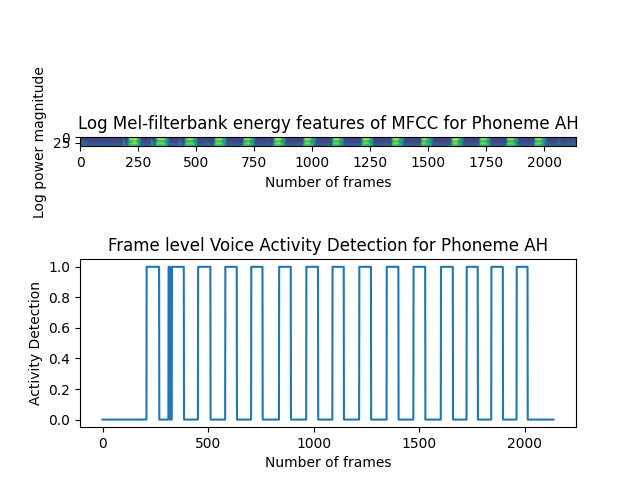 Log Mel-filterbank energy features of MFCC for Phoneme AH
Log power magnitude
0
25
0 250 500 750 1000 1250 1500 1750 2000
Number of frames
Frame level Voice Activity Detection for Phoneme AH
Activity Detection
1.0
0.8
0.6
0.4
0.2
0.0
0 500 1000 1500 2000
Number of frames